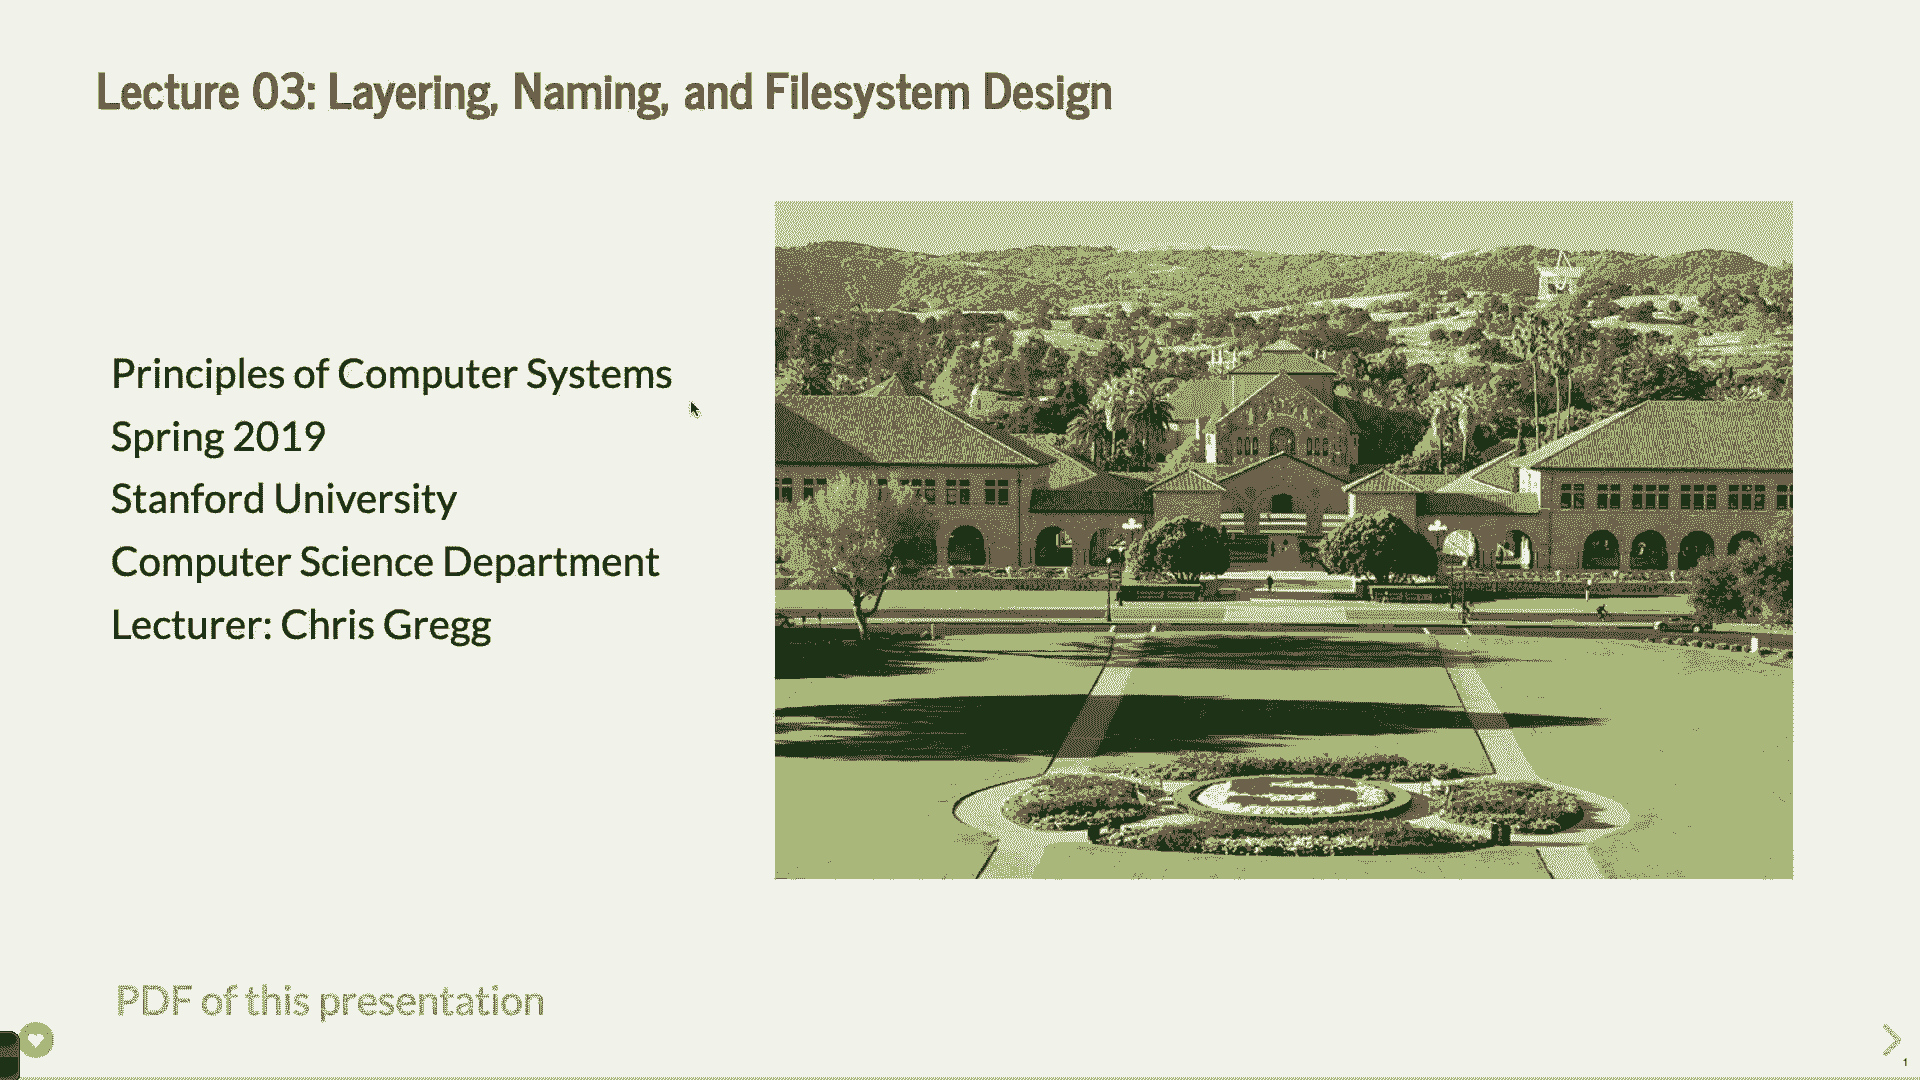 Lecture 03: Layering, Naming, and Filesystem Design
Principles of Computer Systems
Spring 2019
Stanford University
Computer Science Department
Lecturer: Chris Gregg
PDF of this presentation
1